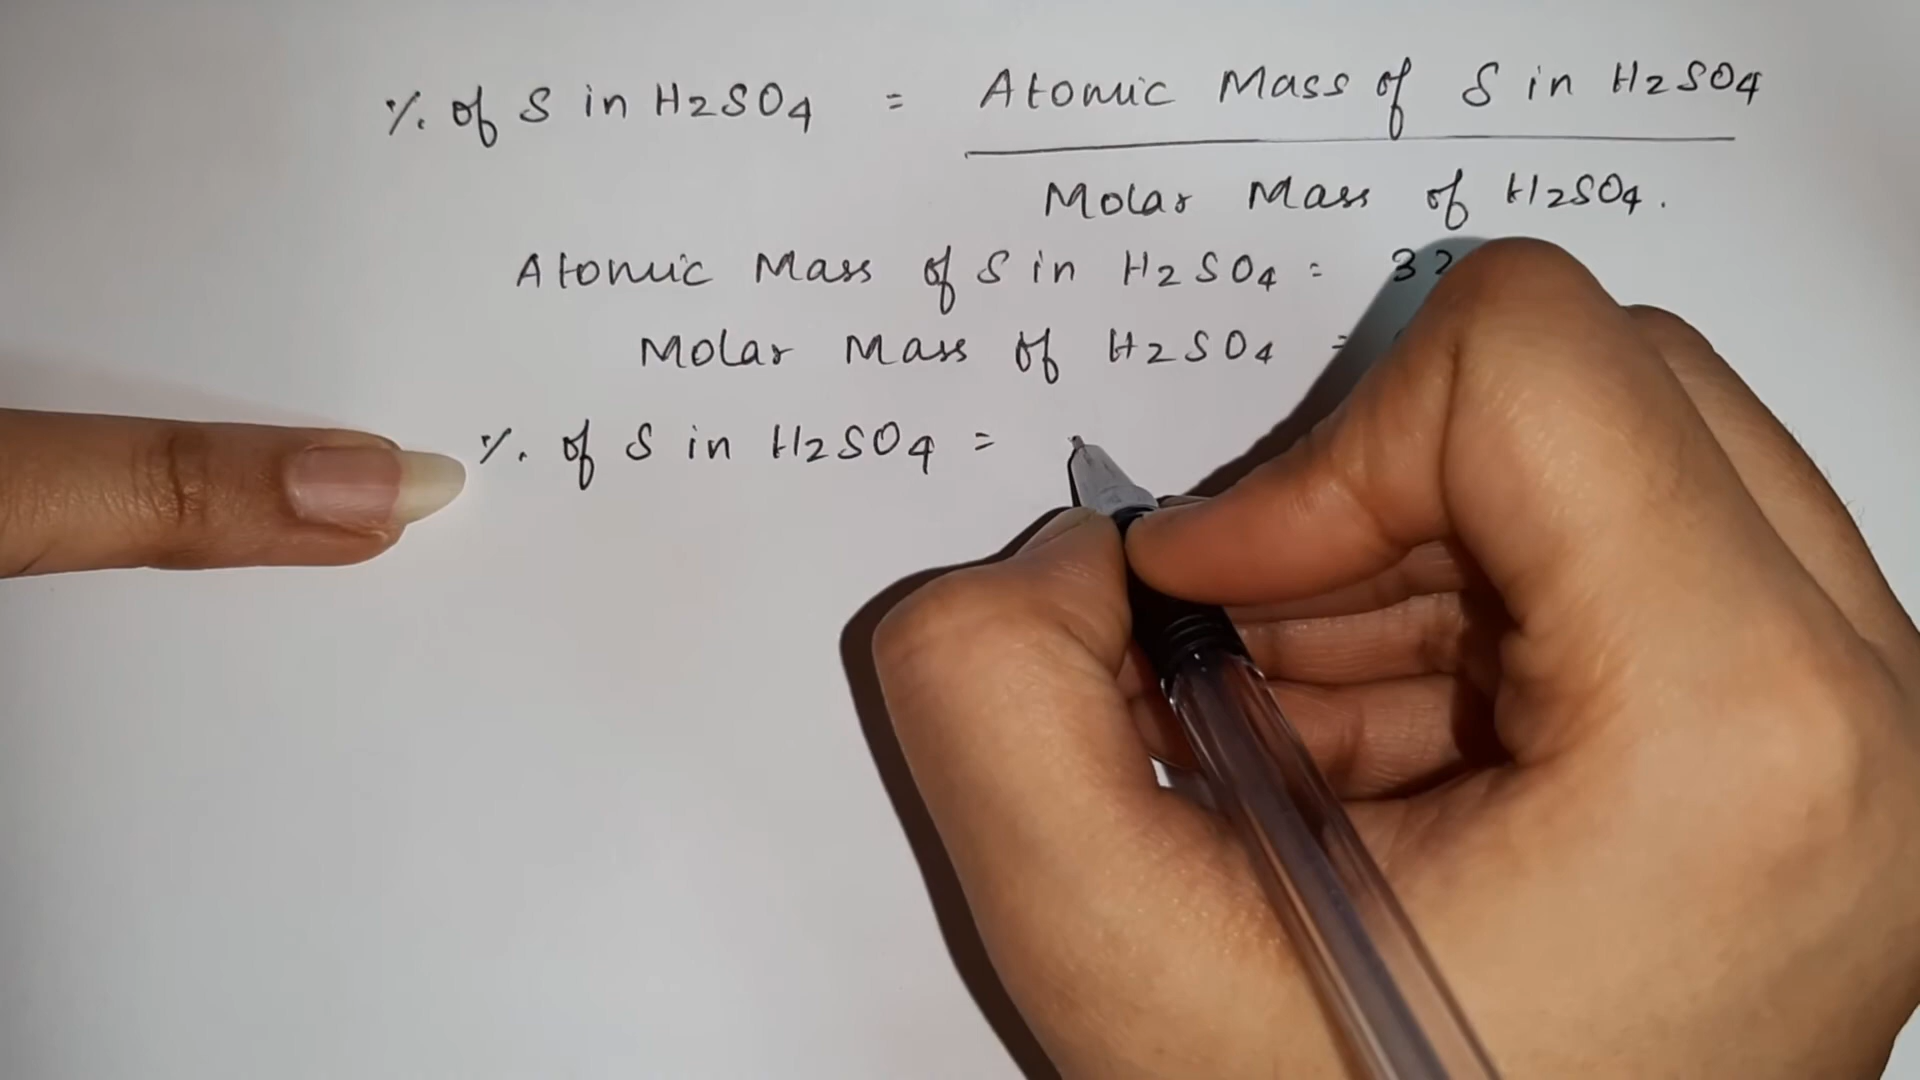 % of S in H2SO4 = Atomic Mass of S in H2SO4
Molar Mass of H2SO4.
Atomic Mass of S in H2SO4 = 32
Molar Mass of H2SO4 =
% of S in H2SO4 =